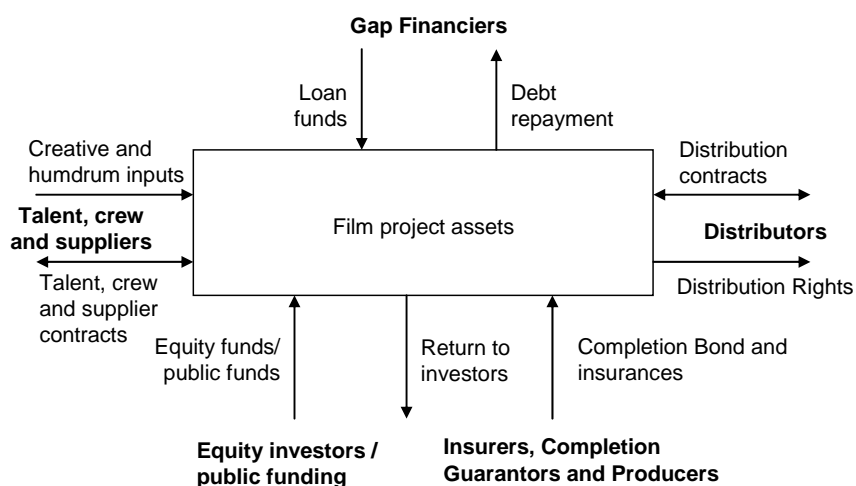 Gap Financiers
Loan
funds
Debt
repayment
Creative and
humdrum inputs
Talent, crew
and suppliers
Talent, crew
and supplier
contracts
Film project assets
Distribution
contracts
Distributors
Distribution Rights
Equity funds/
public funds
Return to
investors
Completion Bond and
insurances
Equity investors /
public funding
Insurers, Completion
Guarantors and Producers